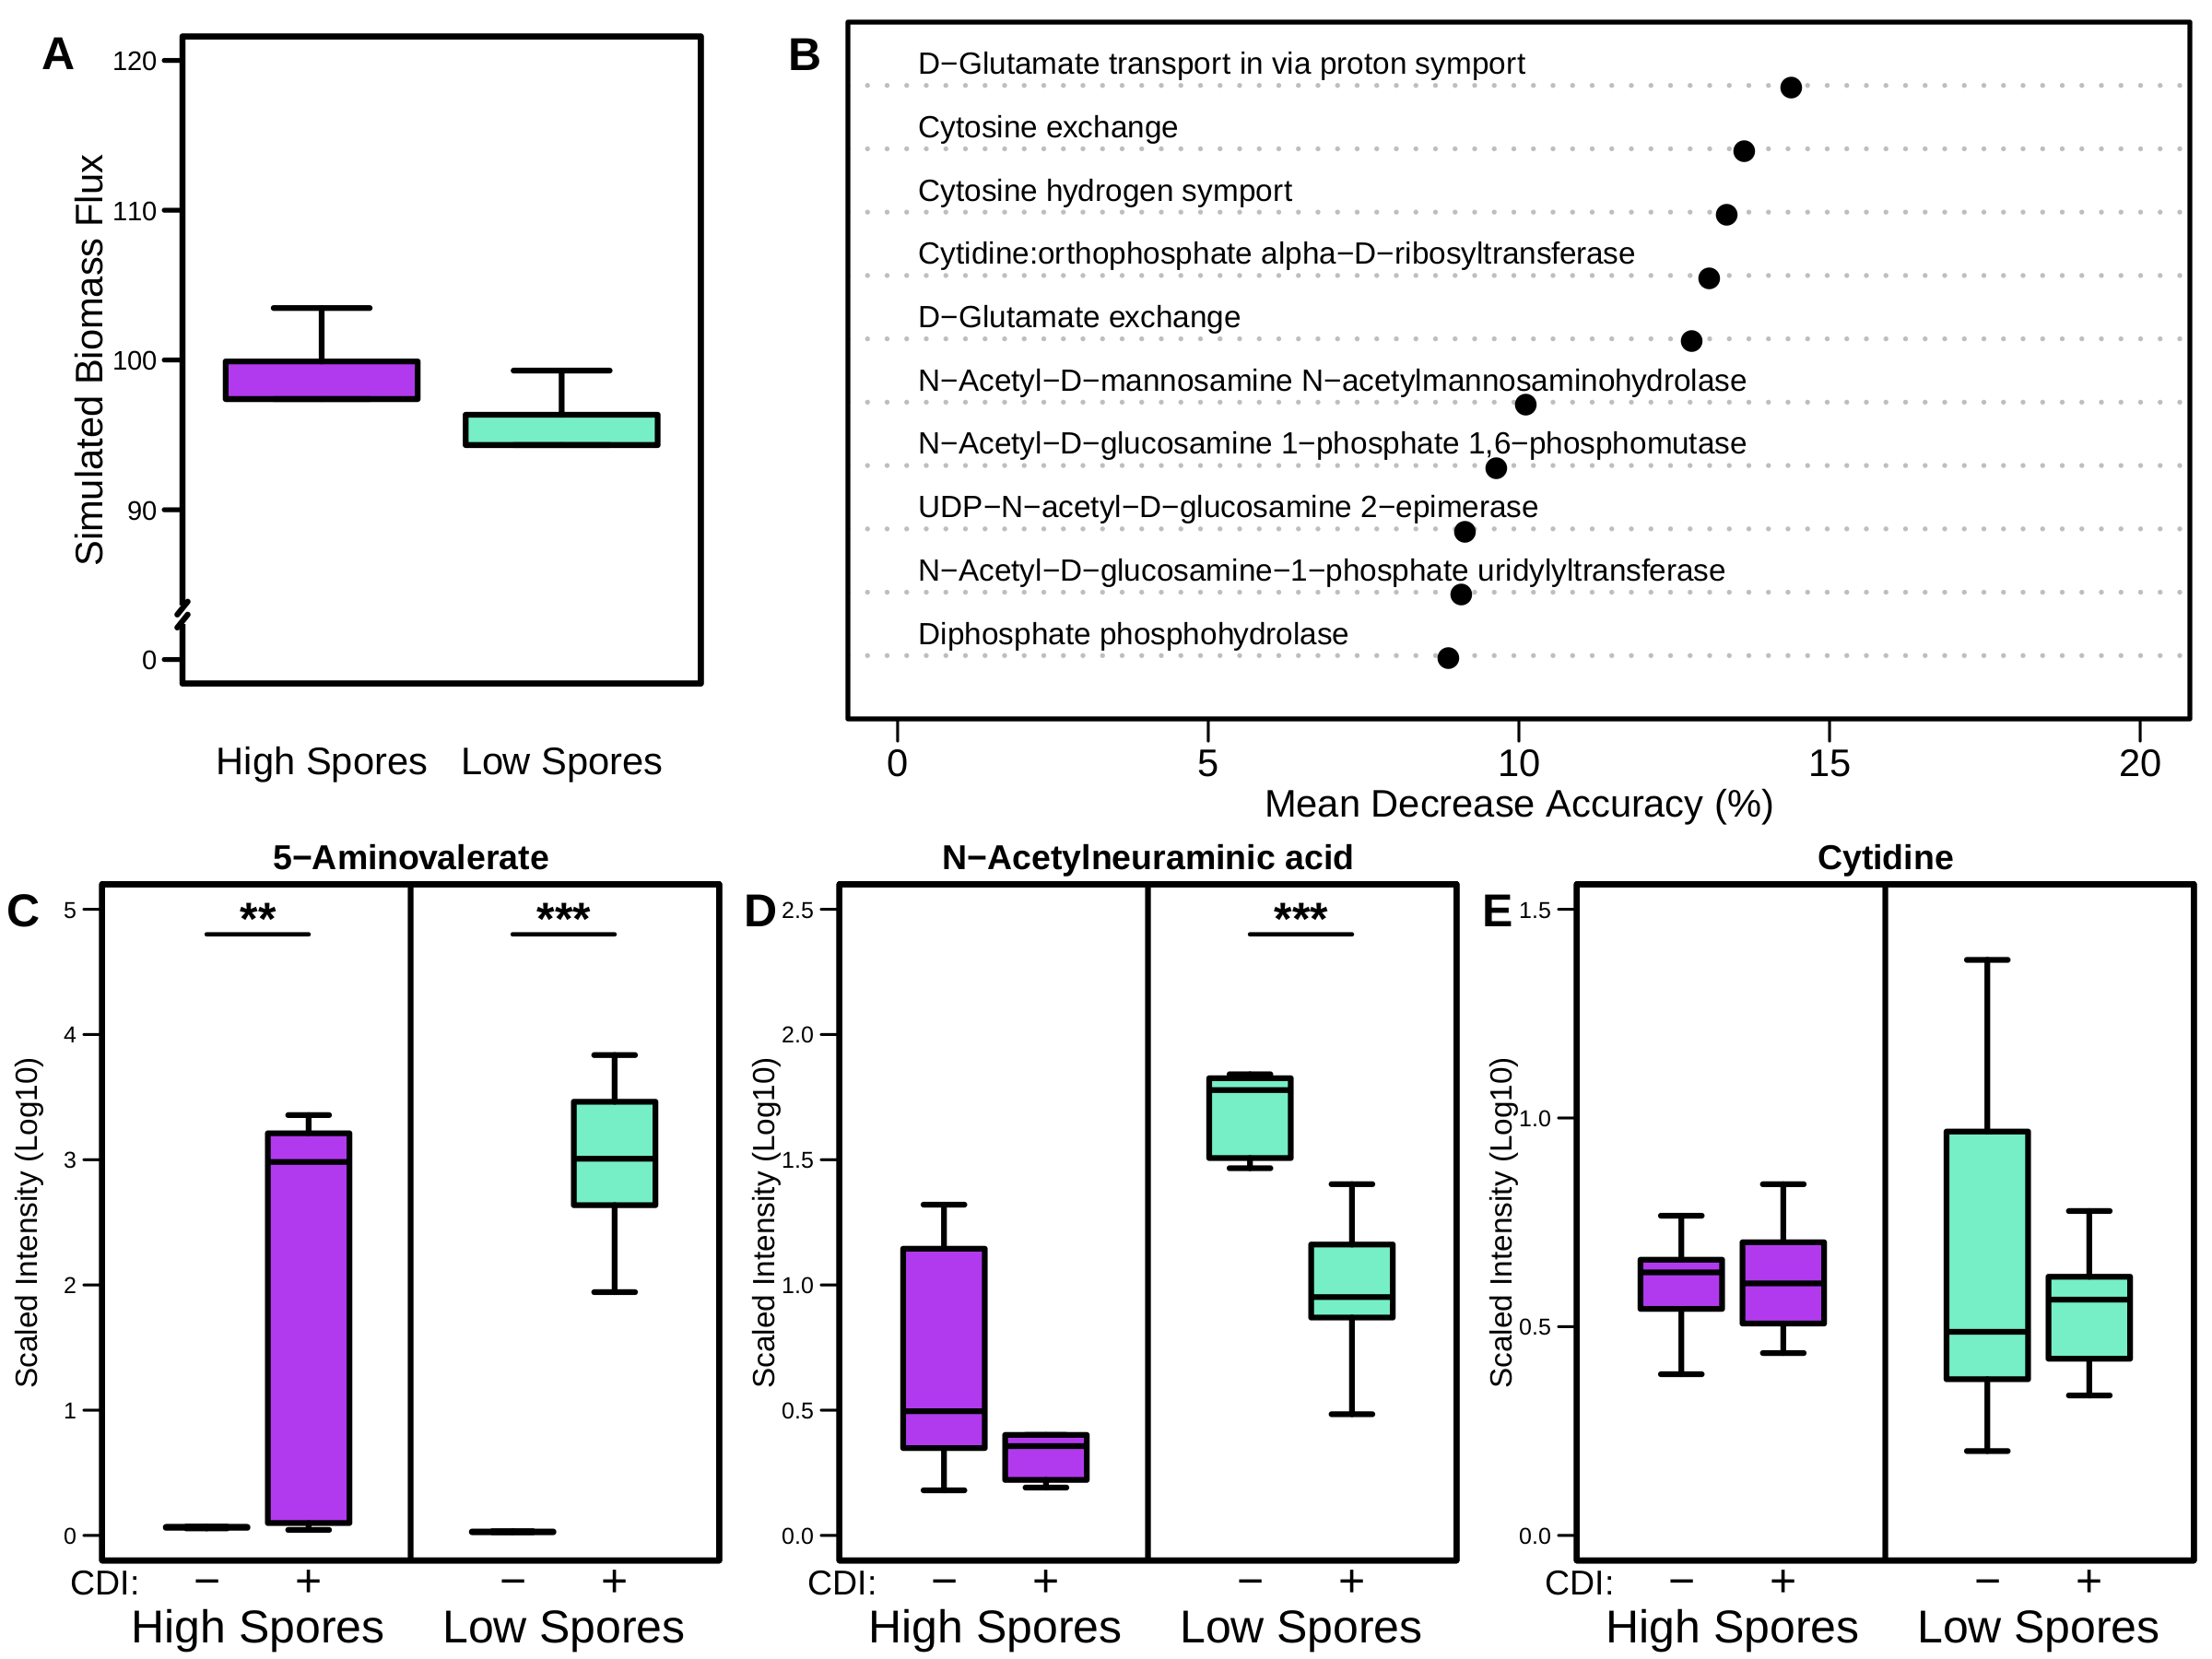 A
120
110
100
90
0
Simulated Biomass Flux
High Spores Low Spores
B
D−Glutamate transport in via proton symport
Cytosine exchange
Cytosine hydrogen symport
Cytidine:orthophosphate alpha−D−ribosyltransferase
D−Glutamate exchange
N−Acetyl−D−mannosamine N−acetylmannosaminohydrolase
N−Acetyl−D−glucosamine 1−phosphate 1,6−phosphomutase
UDP−N−acetyl−D−glucosamine 2−epimerase
N−Acetyl−D−glucosamine−1−phosphate uridylyltransferase
Diphosphate phosphohydrolase
0 5 10 15 20
Mean Decrease Accuracy (%)
5−Aminovalerate
C
5
4
3
2
1
0
Scaled Intensity (Log10)
** ***
CDI: − + − +
High Spores Low Spores
N−Acetylneuraminic acid
D
2.5
2.0
1.5
1.0
0.5
0.0
Scaled Intensity (Log10)
***
CDI: − + − +
High Spores Low Spores
Cytidine
E
1.5
1.0
0.5
0.0
Scaled Intensity (Log10)
CDI: − + − +
High Spores Low Spores